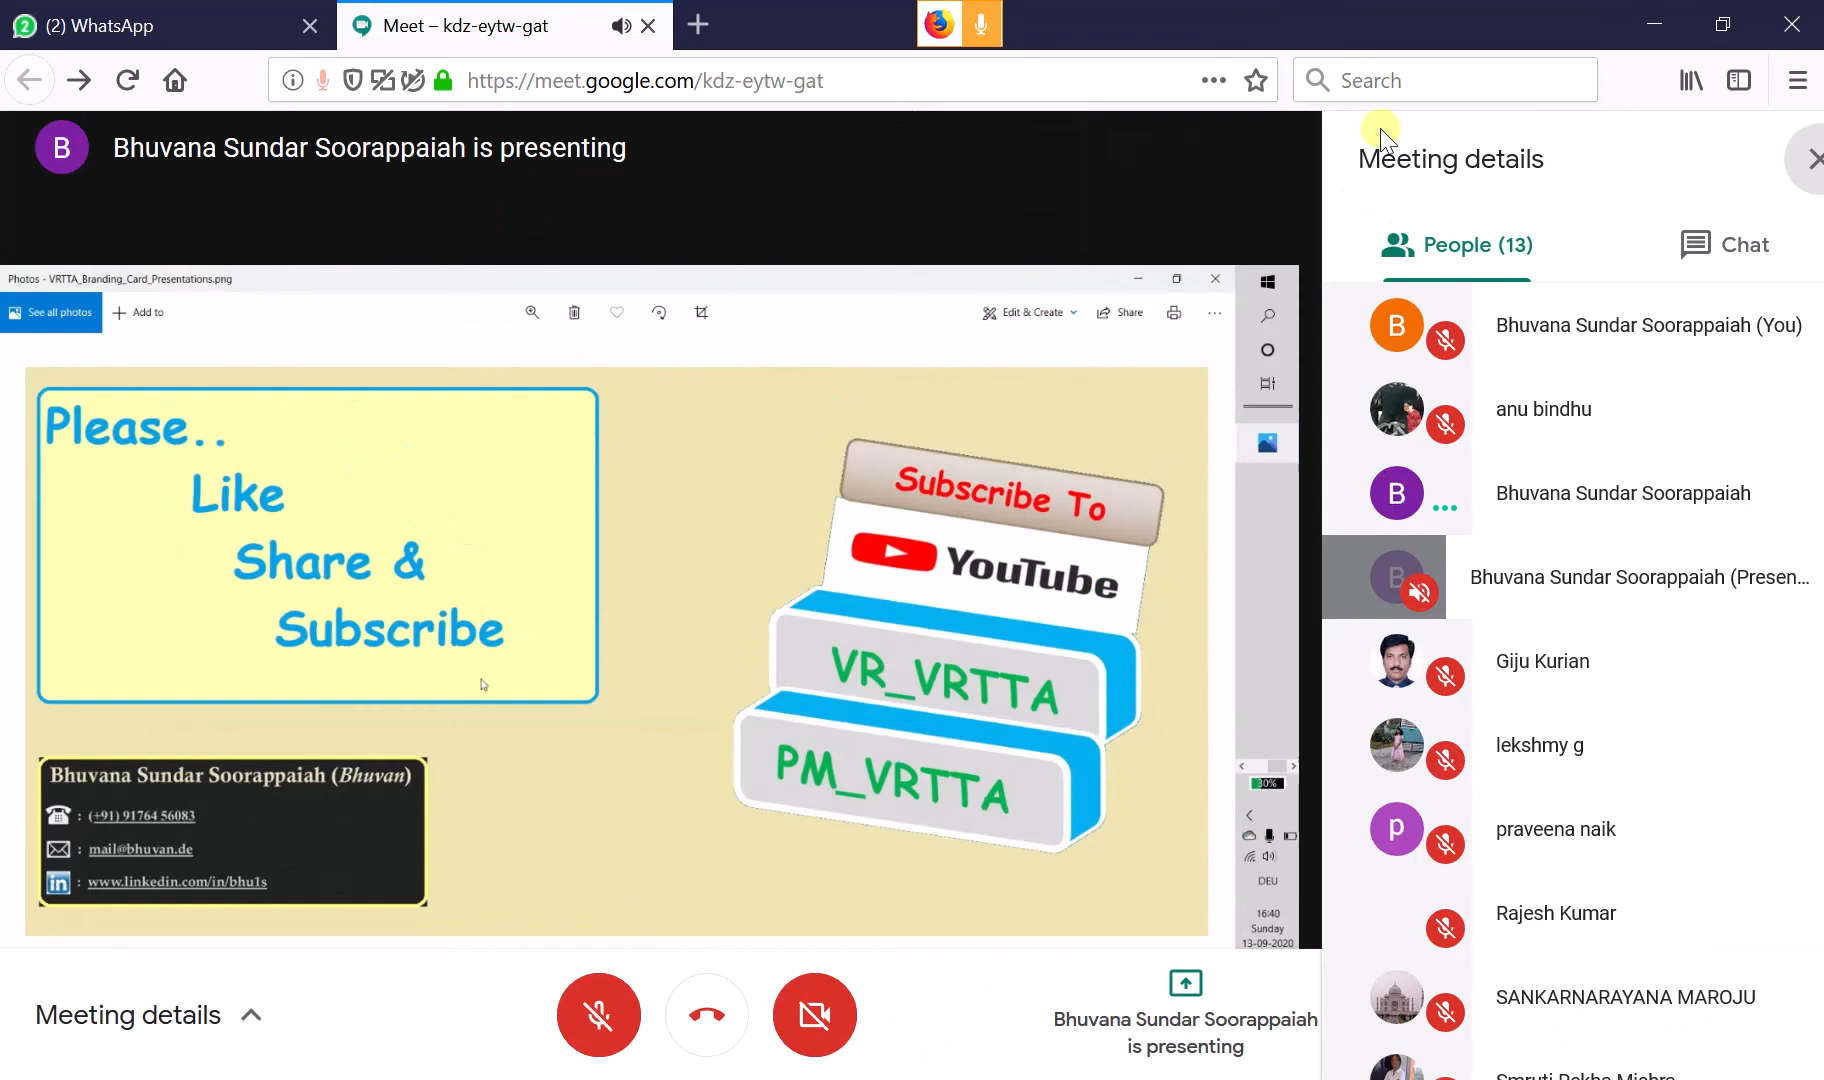 (2) WhatsApp
Meet – kdz-eytw-gat
https://meet.google.com/kdz-eytw-gat
Search
B
Bhuvana Sundar Soorappaiah is presenting
Photos - VRTTA_Branding_Card_Presentations.png
See all photos
Add to
Edit & Create
Share
Please..
Like
Share &
Subscribe
Subscribe To
YouTube
VR_VRTTA
PM_VRTTA
Bhuvana Sundar Soorappaiah (Bhuvan)
: (+91) 91764 56083
: mail@bhuvan.de
in : www.linkedin.com/in/bhu1s
30%
DEU
16:40
Sunday
13-09-2020
Meeting details
People (13)
Chat
B
Bhuvana Sundar Soorappaiah (You)
anu bindhu
B
Bhuvana Sundar Soorappaiah
B
Bhuvana Sundar Soorappaiah (Presen...
Giju Kurian
lekshmy g
p
praveena naik
Rajesh Kumar
SANKARNARAYANA MAROJU
Meeting details
Bhuvana Sundar Soorappaiah
is presenting